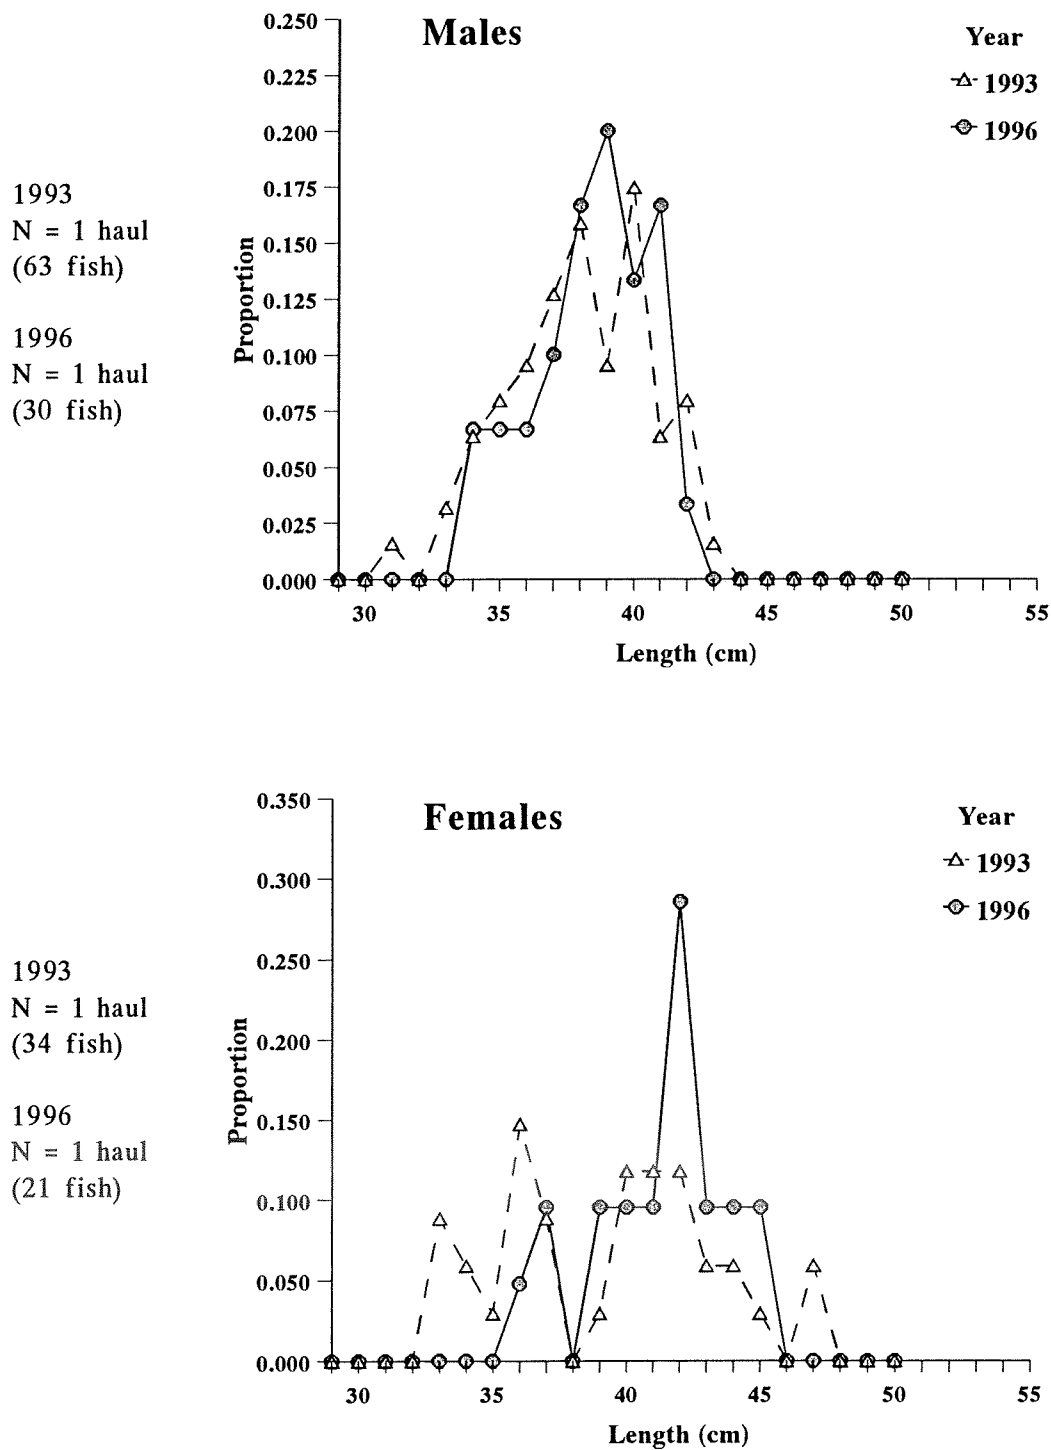 Males
Year
1993
1996
1993
N = 1 haul
(63 fish)
1996
N = 1 haul
(30 fish)
Proportion
0.250
0.225
0.200
0.175
0.150
0.125
0.100
0.075
0.050
0.025
0.000
30 35 40 45 50 55
Length (cm)
Females
Year
1993
1996
1993
N = 1 haul
(34 fish)
1996
N = 1 haul
(21 fish)
Proportion
0.350
0.300
0.250
0.200
0.150
0.100
0.050
0.000
30 35 40 45 50 55
Length (cm)